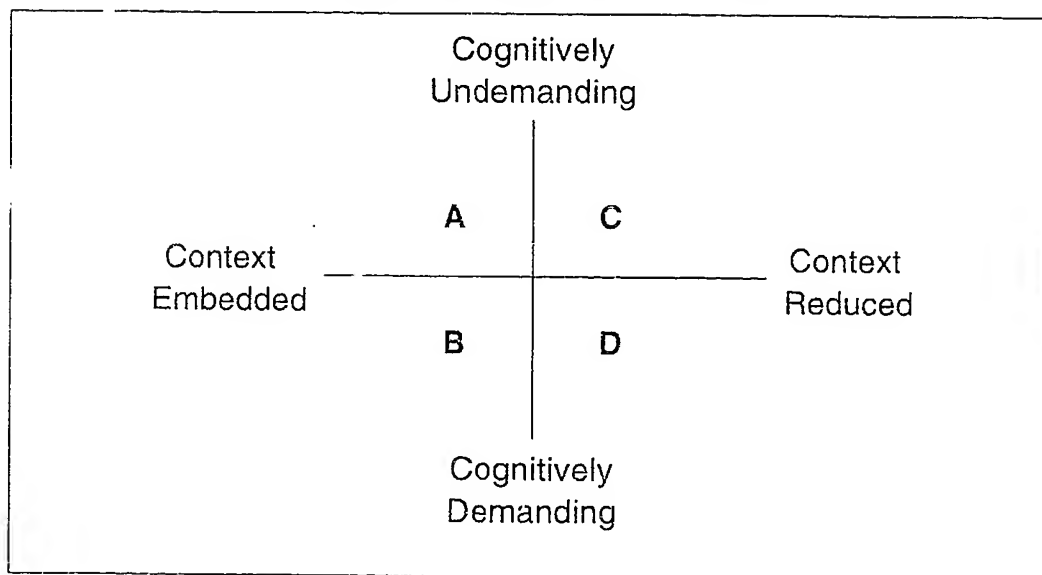 Cognitively
Undemanding
A C
Context
Embedded
Context
Reduced
B D
Cognitively
Demanding